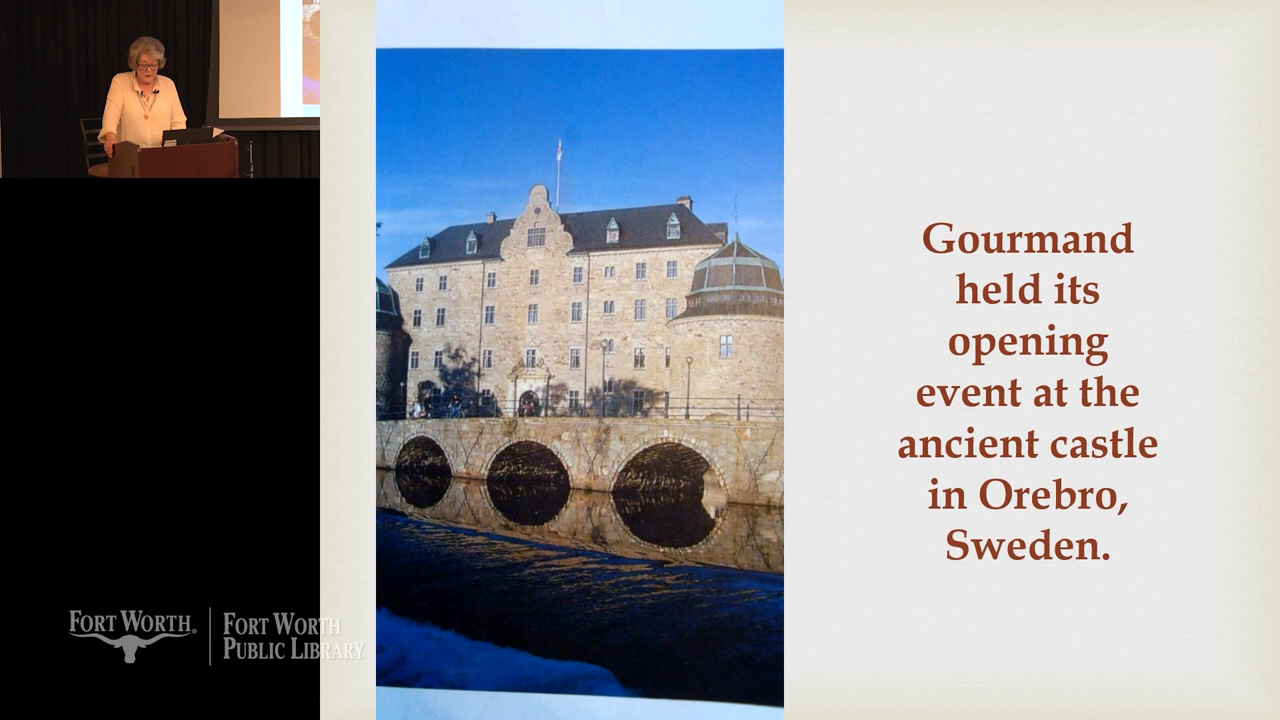 Gourmand
held its
opening
event at the
ancient castle
in Orebro,
Sweden.
FORT WORTH®
FORT WORTH
PUBLIC LIBRARY